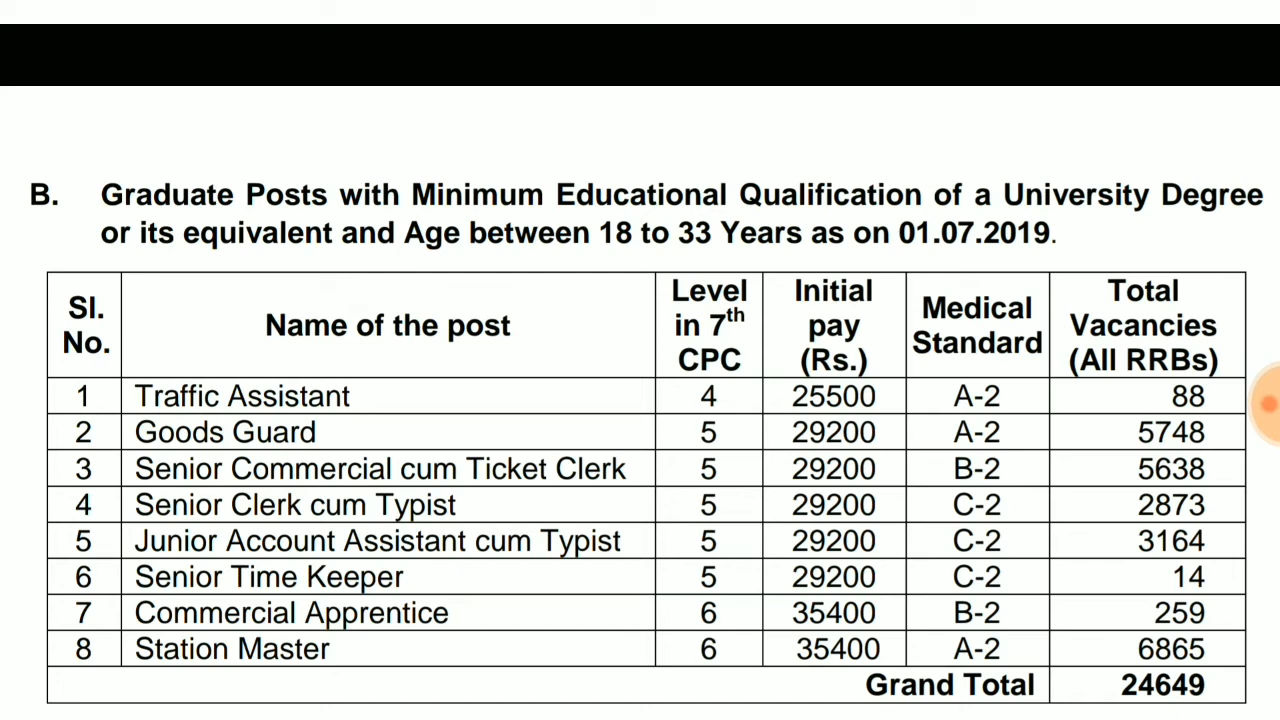 B. Graduate Posts with Minimum Educational Qualification of a University Degree
or its equivalent and Age between 18 to 33 Years as on 01.07.2019.
Sl. No. Name of the post Level in 7th CPC Initial pay (Rs.) Medical Standard Total Vacancies (All RRBs)
1 Traffic Assistant 4 25500 A-2 88
2 Goods Guard 5 29200 A-2 5748
3 Senior Commercial cum Ticket Clerk 5 29200 B-2 5638
4 Senior Clerk cum Typist 5 29200 C-2 2873
5 Junior Account Assistant cum Typist 5 29200 C-2 3164
6 Senior Time Keeper 5 29200 C-2 14
7 Commercial Apprentice 6 35400 B-2 259
8 Station Master 6 35400 A-2 6865
Grand Total 24649